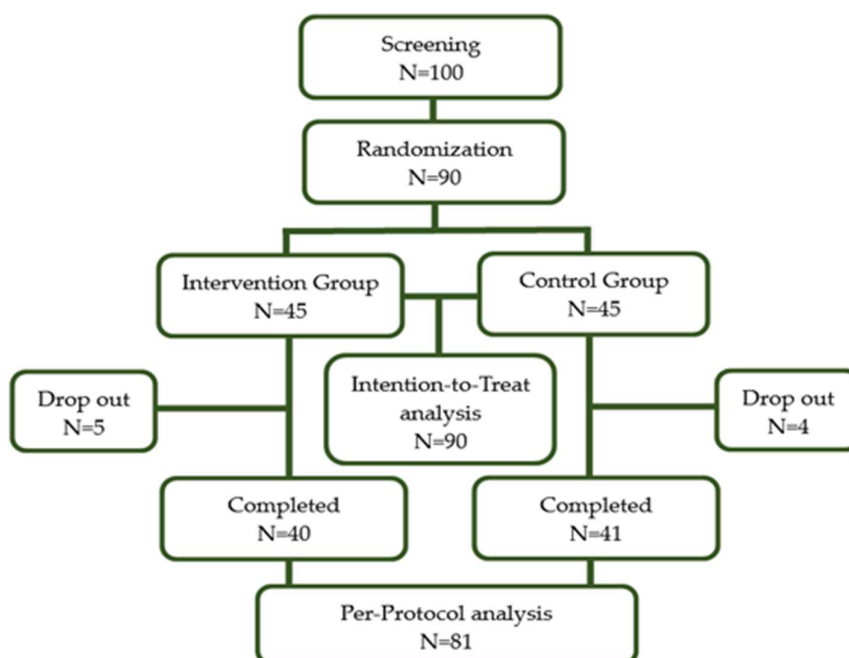 Screening
N=100
Randomization
N=90
Intervention Group
N=45
Control Group
N=45
Drop out
N=5
Intention-to-Treat
analysis
N=90
Drop out
N=4
Completed
N=40
Completed
N=41
Per-Protocol analysis
N=81